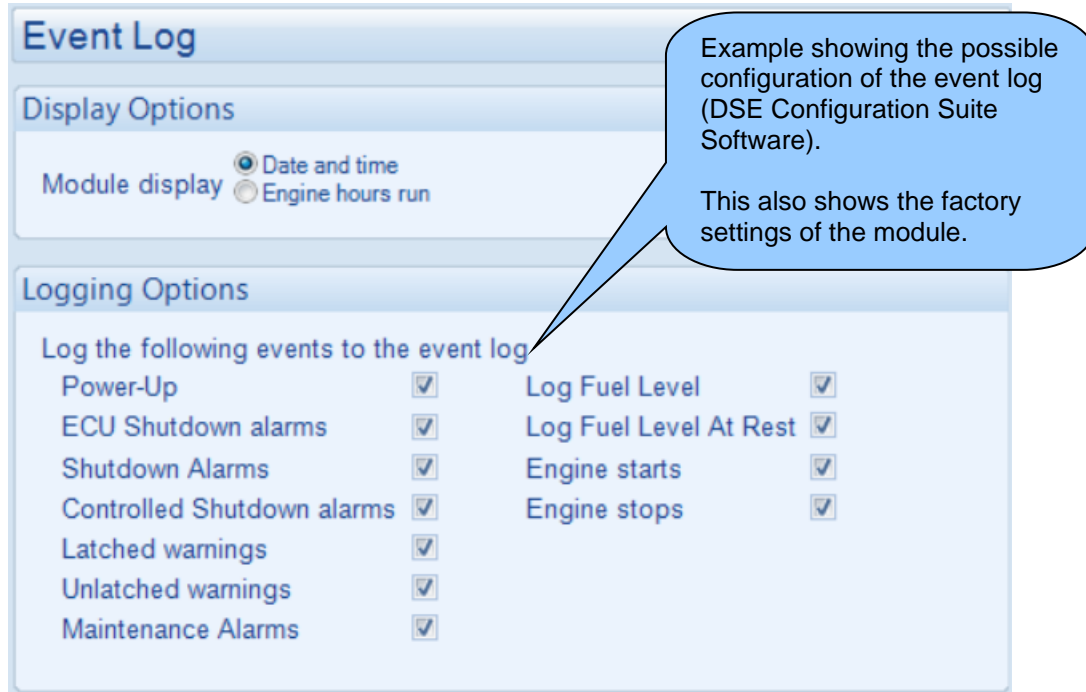 Event Log
Example showing the possible
configuration of the event log
(DSE Configuration Suite
Software).
This also shows the factory
settings of the module.
Display Options
Module display
Date and time
Engine hours run
Logging Options
Log the following events to the event log
Power-Up
ECU Shutdown alarms
Shutdown Alarms
Controlled Shutdown alarms
Latched warnings
Unlatched warnings
Maintenance Alarms
Log Fuel Level
Log Fuel Level At Rest
Engine starts
Engine stops